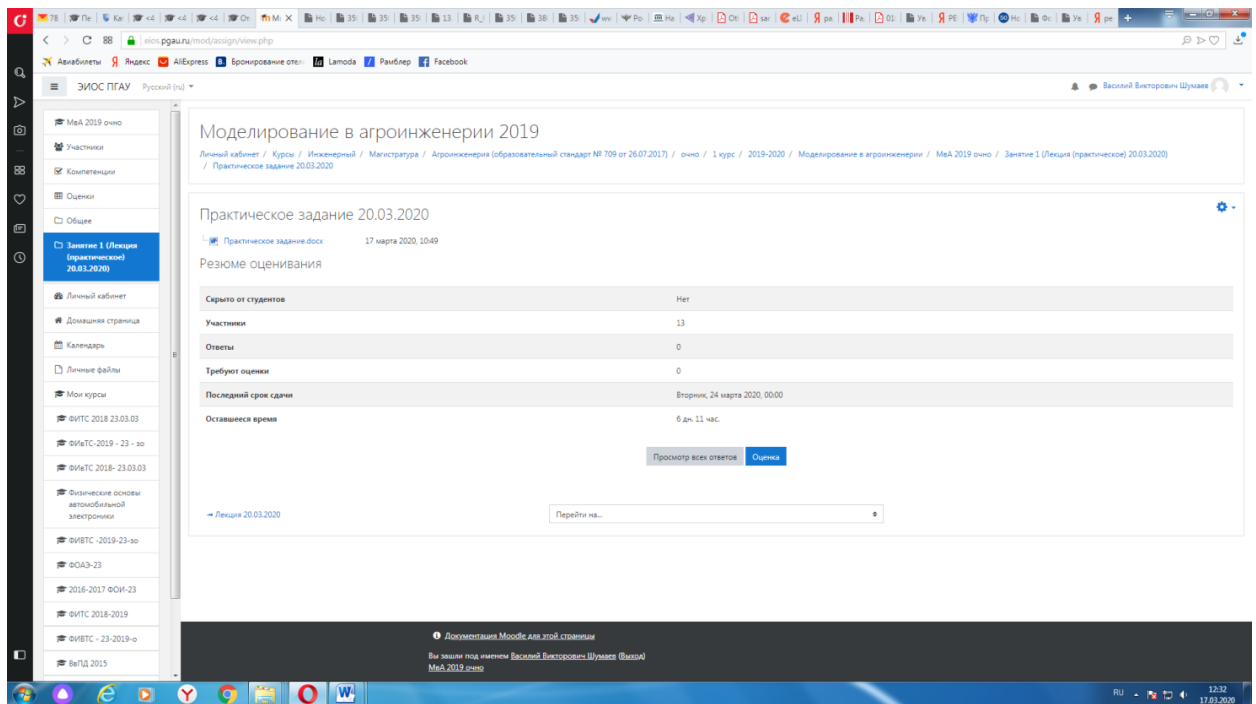 eios.pgau.ru/mod/assign/view.php
Авиабилеты Яндекс AliExpress Бронирование отел Lamoda Рамблер Facebook
ЭИОС ПГАУ Русский (ru)
Василий Викторович Шумаев
МвА 2019 очно
Участники
Компетенции
Оценки
Общее
Занятие 1 (Лекция
(практическое)
20.03.2020)
Личный кабинет
Домашняя страница
Календарь
Личные файлы
Мои курсы
ФИТС 2018 23.03.03
ФИвТС-2019 - 23 - зо
ФИвТС 2018- 23.03.03
Физические основы
автомобильной
электроники
ФИВТС -2019-23-зо
ФОАЭ-23
2016-2017 ФОИ-23
ФИТС 2018-2019
ФИВТС - 23-2019-о
ВвПД 2015
Моделирование в агроинженерии 2019
Личный кабинет / Курсы / Инженерный / Магистратура / Агроинженерия (образовательный стандарт № 709 от 26.07.2017) / очно / 1 курс / 2019-2020 / Моделирование в агроинженерии / МвА 2019 очно / Занятие 1 (Лекция (практическое) 20.03.2020)
/ Практическое задание 20.03.2020
Практическое задание 20.03.2020
Практическое задание.docx 17 марта 2020, 10:49
Резюме оценивания
Скрыто от студентов Нет
Участники 13
Ответы 0
Требуют оценки 0
Последний срок сдачи Вторник, 24 марта 2020, 00:00
Оставшееся время 6 дн. 11 час.
Просмотр всех ответов Оценка
→ Лекция 20.03.2020 Перейти на...
Документация Moodle для этой страницы
Вы зашли под именем Василий Викторович Шумаев (Выход)
МвА 2019 очно
RU 12:32
17.03.2020